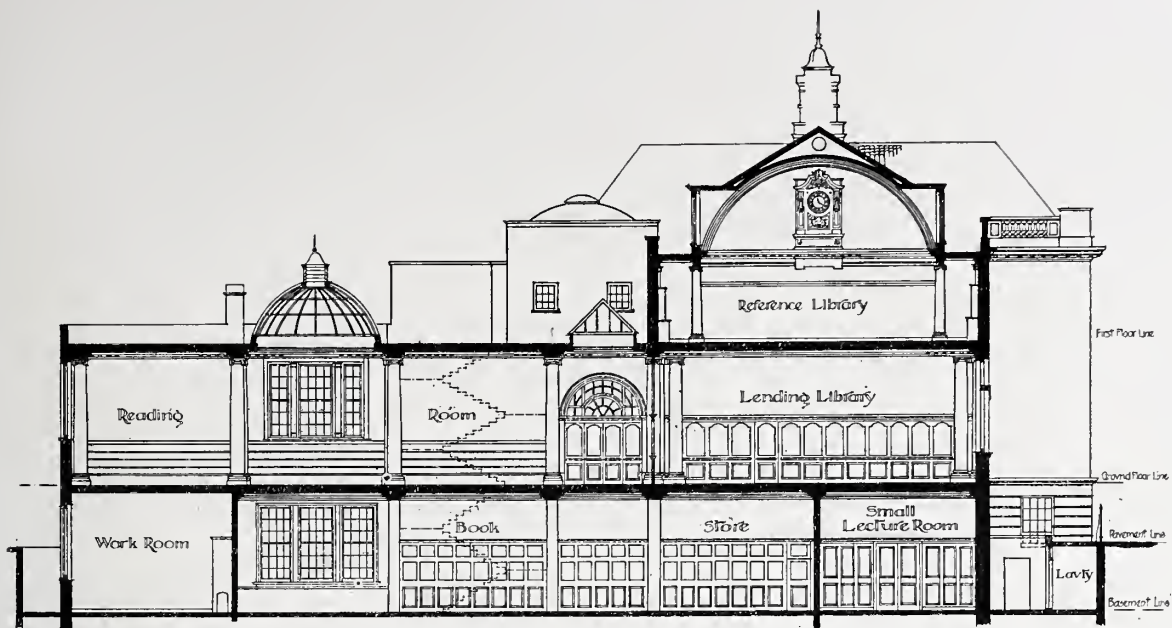 Reference Library
First Floor Line
Reading Room
Lending Library
Ground Floor Line
Work Room
Book Store
Small
Lecture Room
Pavement Line
Lavty
Basement Line